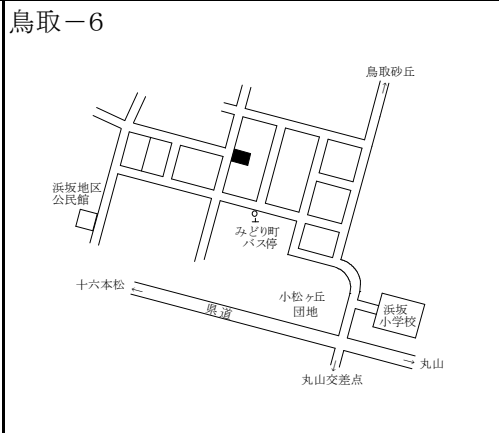 鳥取－6
鳥取砂丘
浜坂地区
公民館
みどり町
バス停
十六本松
県道
小松ヶ丘
団地
浜坂
小学校
丸山
丸山交差点